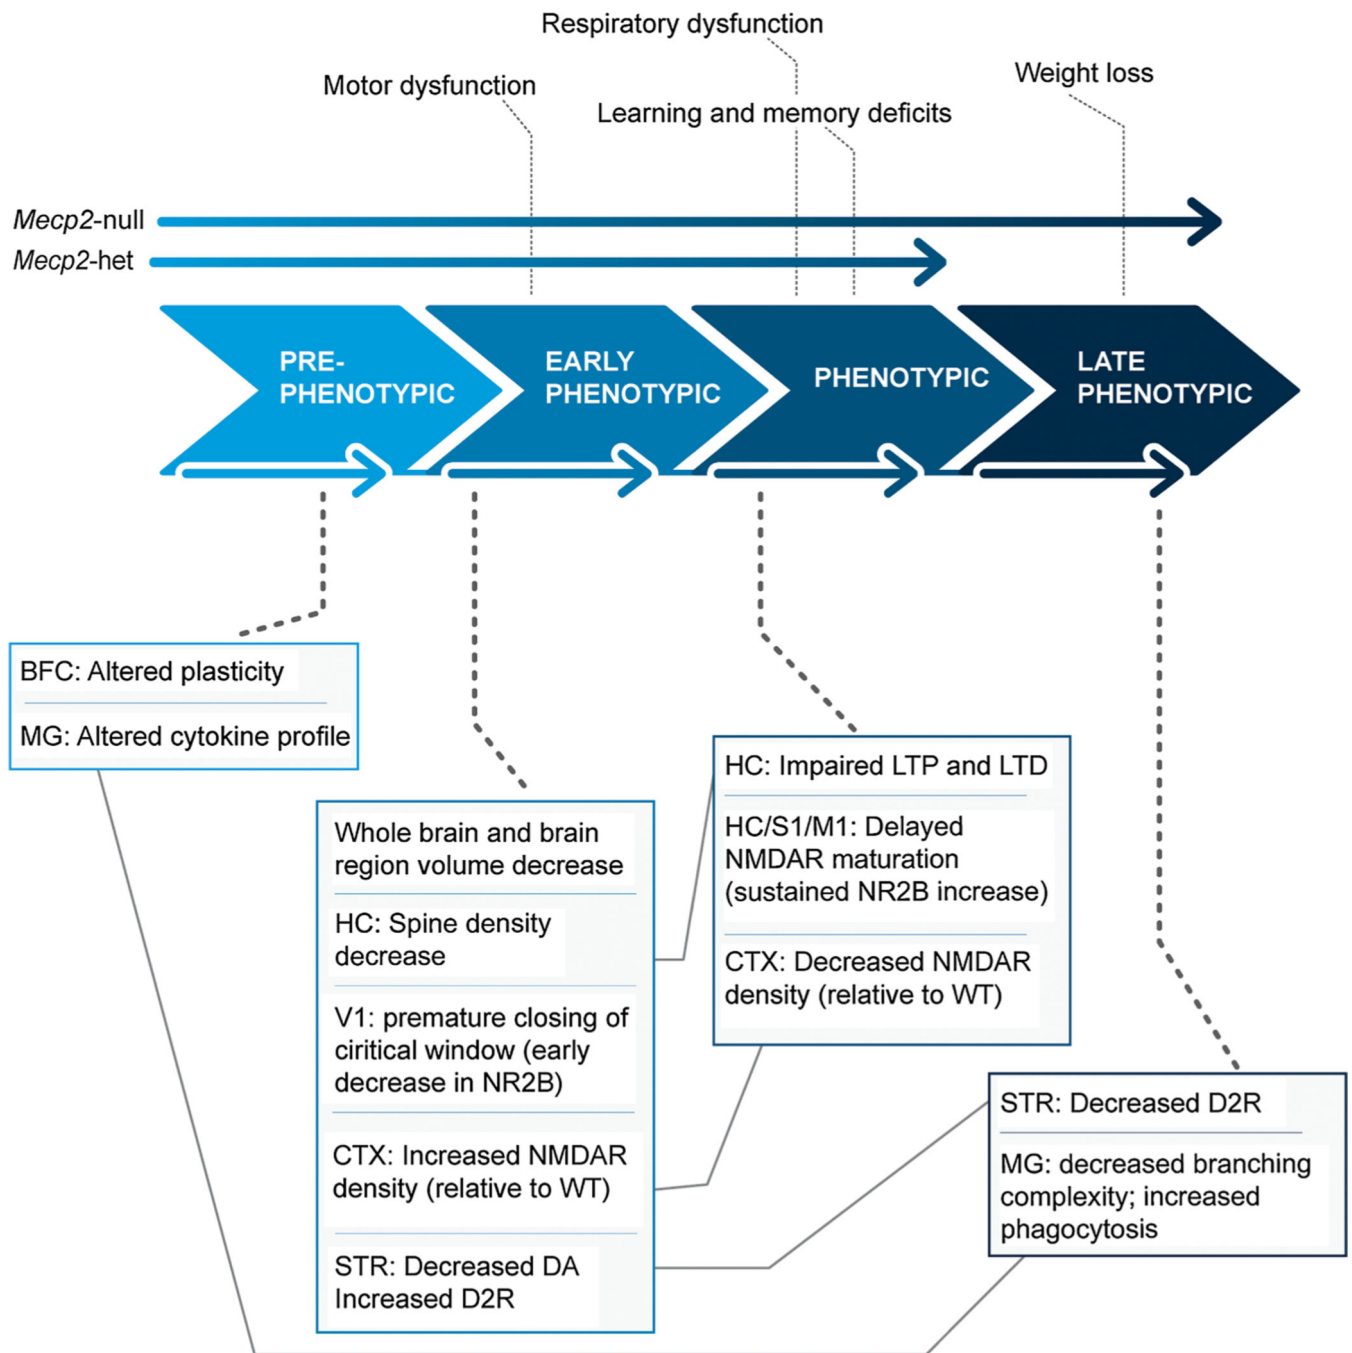 Respiratory dysfunction
Motor dysfunction
Weight loss
Learning and memory deficits
Mecp2-null
Mecp2-het
PRE-
PHENOTYPIC
EARLY
PHENOTYPIC
PHENOTYPIC
LATE
PHENOTYPIC
BFC: Altered plasticity
MG: Altered cytokine profile
Whole brain and brain
region volume decrease
HC: Spine density
decrease
V1: premature closing of
ciritical window (early
decrease in NR2B)
CTX: Increased NMDAR
density (relative to WT)
STR: Decreased DA
Increased D2R
HC: Impaired LTP and LTD
HC/S1/M1: Delayed
NMDAR maturation
(sustained NR2B increase)
CTX: Decreased NMDAR
density (relative to WT)
STR: Decreased D2R
MG: decreased branching
complexity; increased
phagocytosis